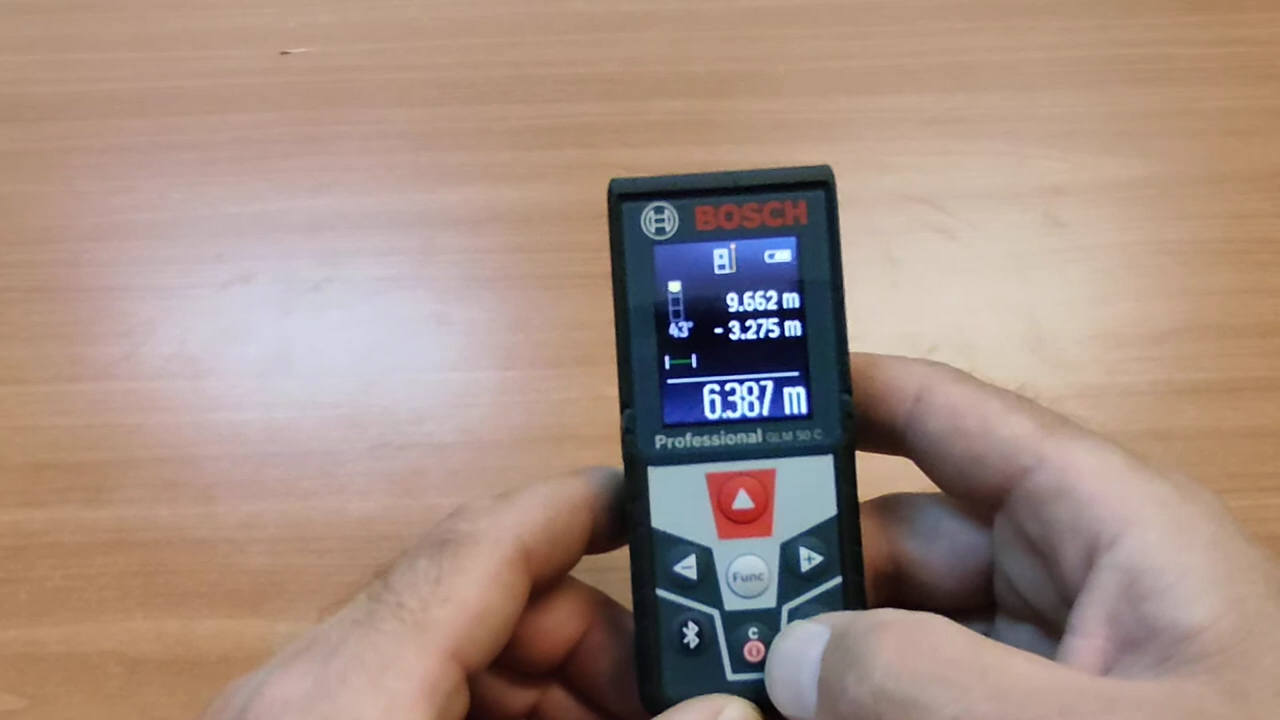 BOSCH
9.662 m
43° - 3.275 m
6.387 m
Professional GLM 50 C
Func
C